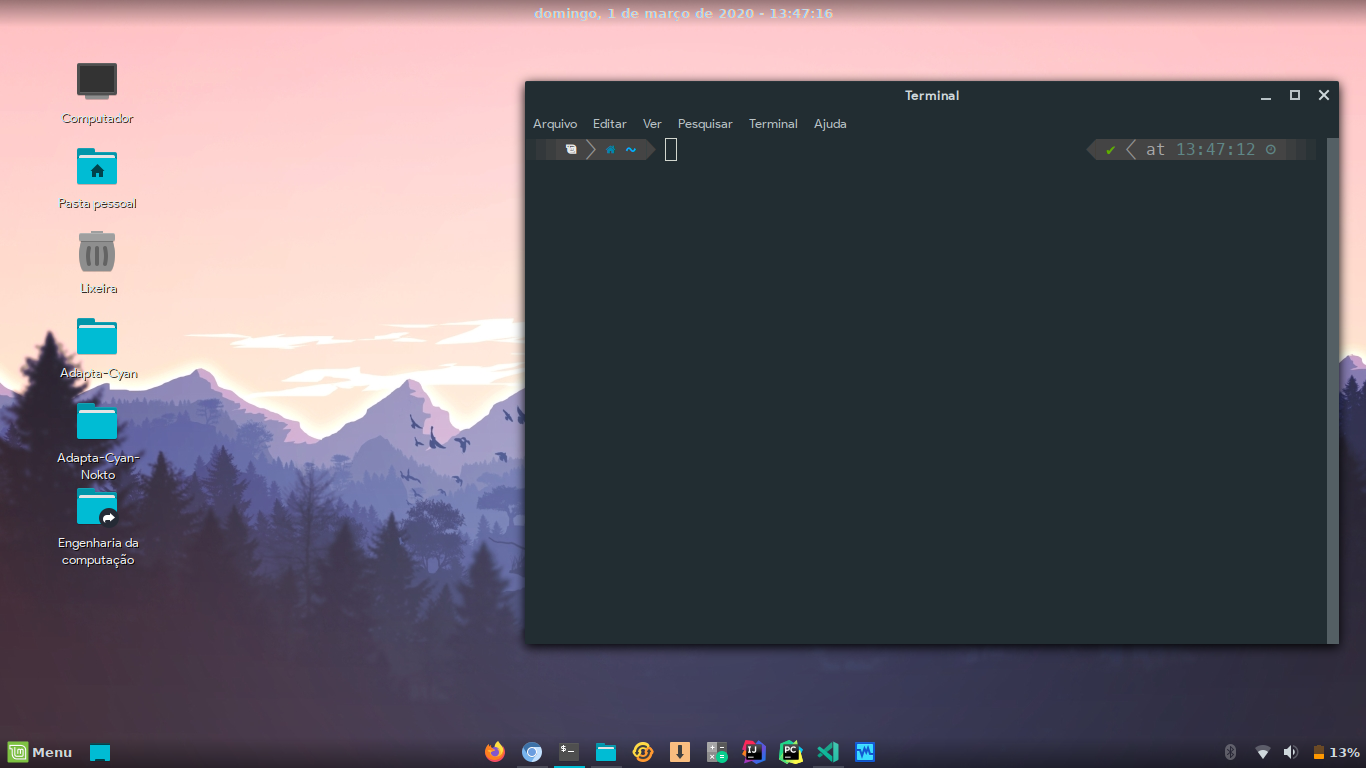 domingo, 1 de março de 2020 - 13:47:16
Computador
Pasta pessoal
Lixeira
Adapta-Cyan
Adapta-Cyan-
Nokto
Engenharia da
computação
Terminal
Arquivo Editar Ver Pesquisar Terminal Ajuda
~ ✔ at 13:47:12
Menu
$_
IJ
PC
13%